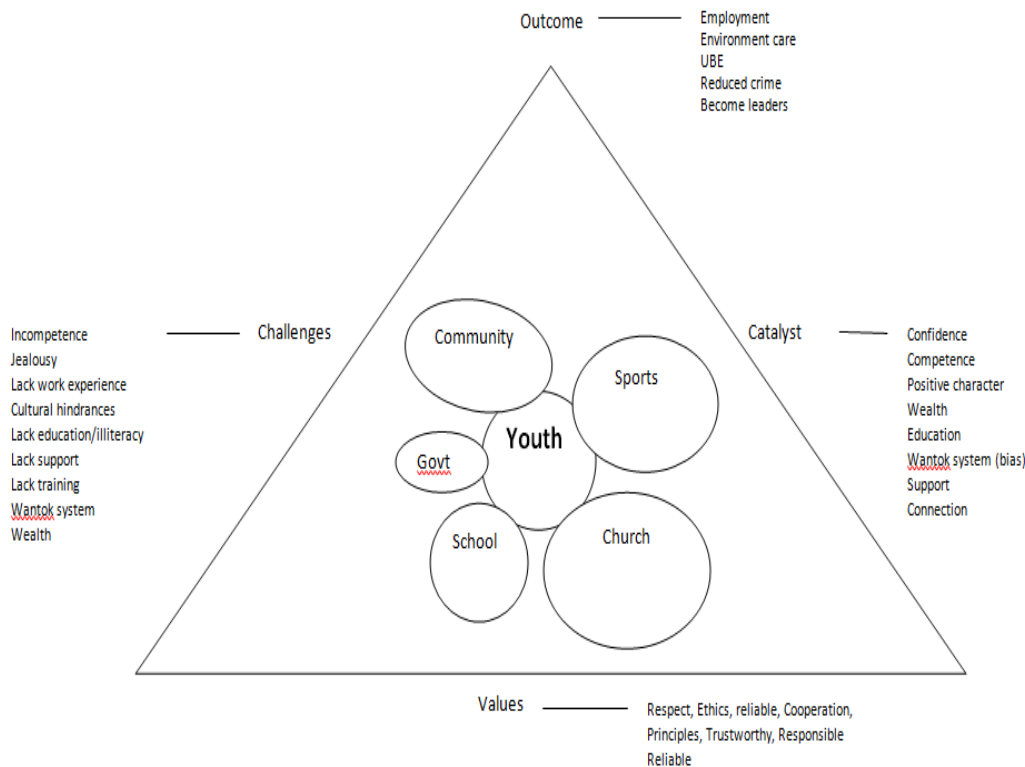 Outcome
Employment
Environment care
UBE
Reduced crime
Become leaders
Challenges
Incompetence
Jealousy
Lack work experience
Cultural hindrances
Lack education/illiteracy
Lack support
Lack training
Wantok system
Wealth
Community
Sports
Youth
Govt
School
Church
Catalyst
Confidence
Competence
Positive character
Wealth
Education
Wantok system (bias)
Support
Connection
Values
Respect, Ethics, reliable, Cooperation,
Principles, Trustworthy, Responsible
Reliable